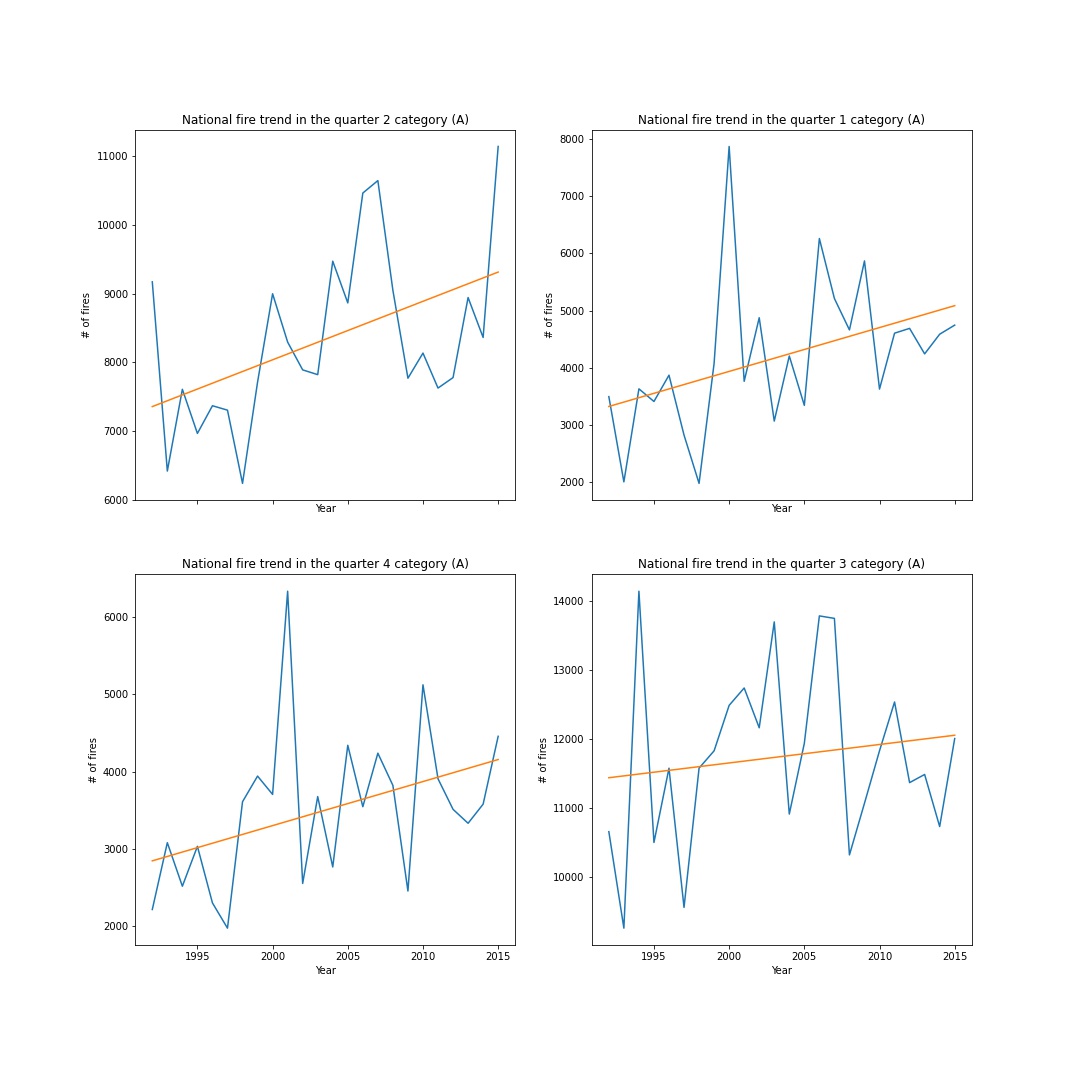 National fire trend in the quarter 2 category (A)
11000
10000
9000
8000
7000
6000
# of fires
Year
National fire trend in the quarter 1 category (A)
8000
7000
6000
5000
4000
3000
2000
# of fires
Year
National fire trend in the quarter 4 category (A)
6000
5000
4000
3000
2000
# of fires
1995 2000 2005 2010 2015
Year
National fire trend in the quarter 3 category (A)
14000
13000
12000
11000
10000
# of fires
1995 2000 2005 2010 2015
Year